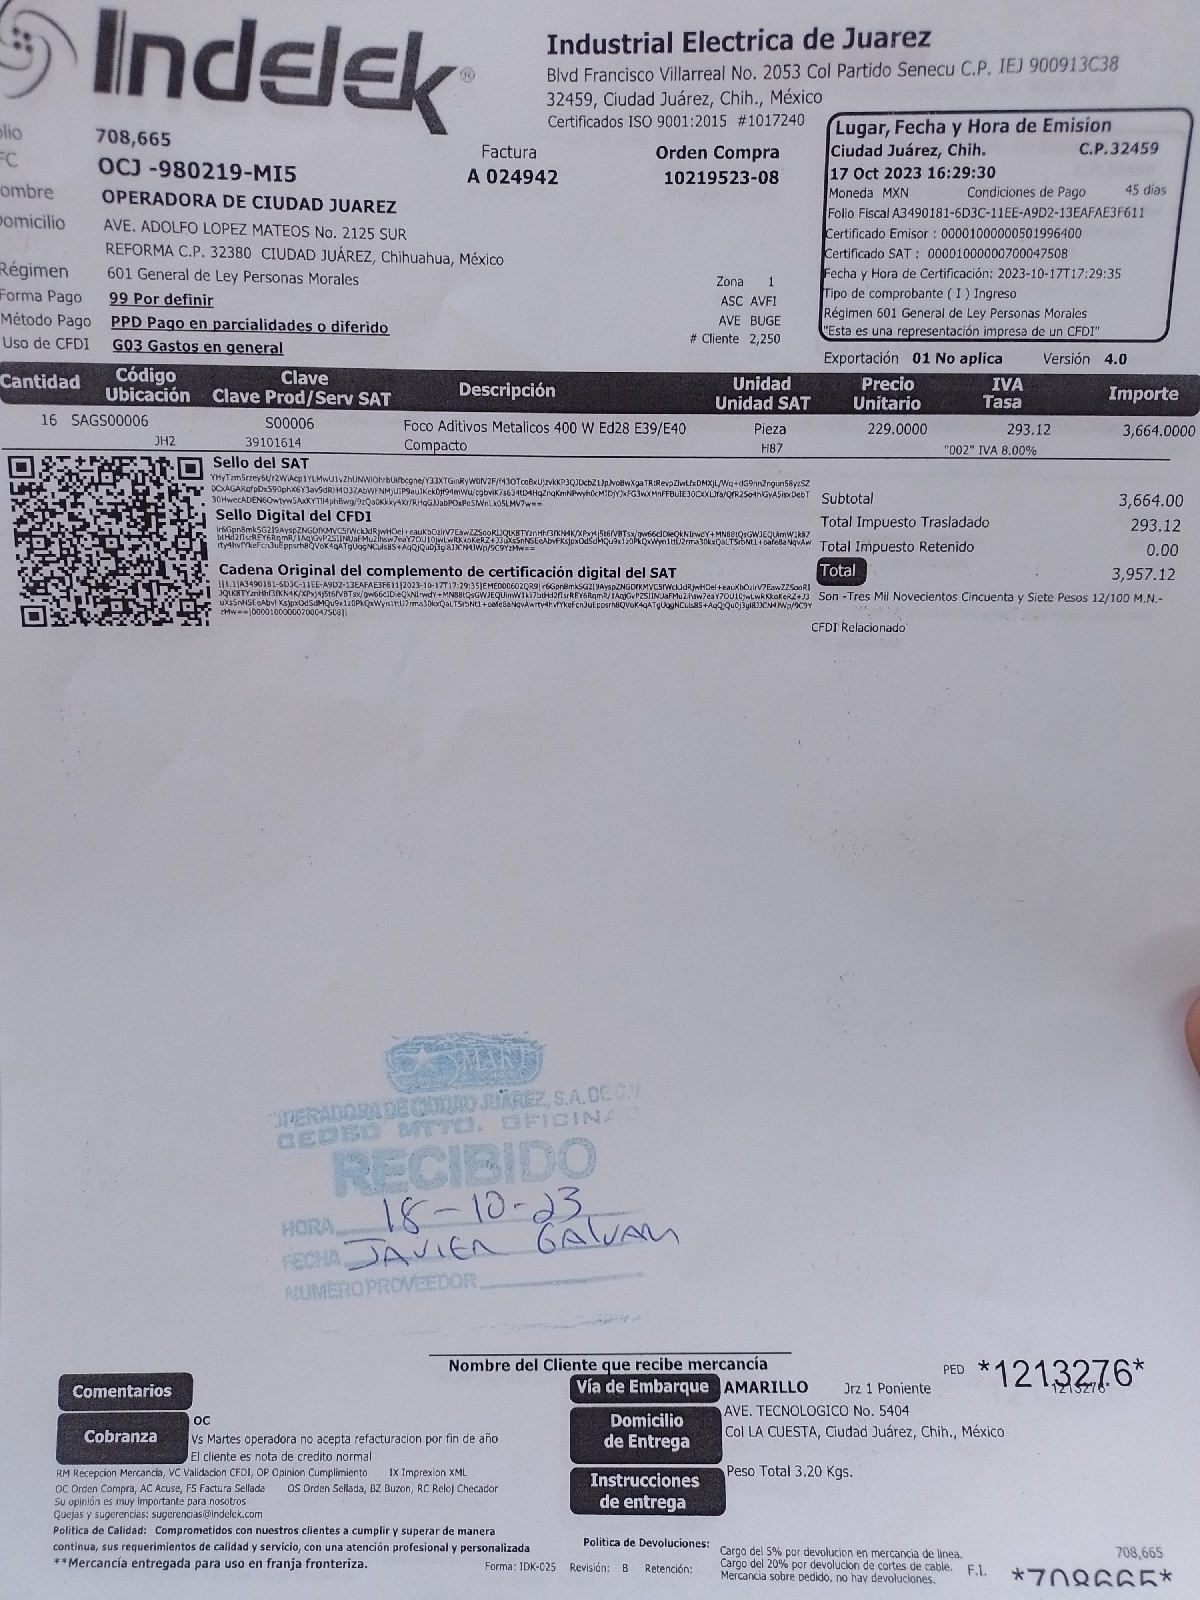 Indelek®
Industrial Electrica de Juarez
Blvd Francisco Villarreal No. 2053 Col Partido Senecu C.P. IEJ 900913C38
32459, Ciudad Juárez, Chih., México
Certificados ISO 9001:2015 #1017240
lio 708,665
FC OCJ -980219-MI5
Factura
A 024942
Orden Compra
10219523-08
ombre OPERADORA DE CIUDAD JUAREZ
omicilio AVE. ADOLFO LOPEZ MATEOS No. 2125 SUR
REFORMA C.P. 32380 CIUDAD JUÁREZ, Chihuahua, México
Régimen 601 General de Ley Personas Morales
Forma Pago 99 Por definir
Método Pago PPD Pago en parcialidades o diferido
Uso de CFDI G03 Gastos en general
Zona 1
ASC AVFI
AVE BUGE
# Cliente 2,250
Lugar, Fecha y Hora de Emision
Ciudad Juárez, Chih. C.P.32459
17 Oct 2023 16:29:30
Moneda MXN Condiciones de Pago 45 días
Folio Fiscal A3490181-6D3C-11EE-A9D2-13EAFAE3F611
Certificado Emisor : 00001000000501996400
Certificado SAT : 00001000000700047508
Fecha y Hora de Certificación: 2023-10-17T17:29:35
Tipo de comprobante ( I ) Ingreso
Régimen 601 General de Ley Personas Morales
"Esta es una representación impresa de un CFDI"
Exportación 01 No aplica Versión 4.0
Cantidad Código Ubicación Clave Clave Prod/Serv SAT Descripción Unidad Unidad SAT Precio Unitario IVA Tasa Importe
16 SAGS00006 S00006 Foco Aditivos Metalicos 400 W Ed28 E39/E40 Pieza 229.0000 293.12 3,664.0000
JH2 39101614 Compacto H87 "002" IVA 8.00%
Sello del SAT
Sello Digital del CFDI
Cadena Original del complemento de certificación digital del SAT
Subtotal 3,664.00
Total Impuesto Trasladado 293.12
Total Impuesto Retenido 0.00
Total 3,957.12
Son -Tres Mil Novecientos Cincuenta y Siete Pesos 12/100 M.N.-
CFDI Relacionado
OPERADORA DE CIUDAD JUÁREZ, S.A. DE C.V
CEDEO MTTO. OFICINAS
RECIBIDO
HORA 18-10-23
FECHA JAVIER GALVAN
NUMERO PROVEEDOR
Nombre del Cliente que recibe mercancía
PED *1213276*
1213276
Comentarios
Cobranza
OC
Vs Martes operadora no acepta refacturacion por fin de año
El cliente es nota de credito normal
Vía de Embarque AMARILLO Jrz 1 Poniente
Domicilio de Entrega
AVE. TECNOLOGICO No. 5404
Col LA CUESTA, Ciudad Juárez, Chih., México
Instrucciones de entrega
Peso Total 3.20 Kgs.
RM Recepcion Mercancia, VC Validacion CFDI, OP Opinion Cumplimiento IX Impresion XML
OC Orden Compra, AC Acuse, FS Factura Sellada OS Orden Sellada, BZ Buzon, RC Reloj Checador
Su opinión es muy importante para nosotros
Quejas y sugerencias: sugerencias@indelek.com
Politica de Calidad: Comprometidos con nuestros clientes a cumplir y superar de manera
continua, sus requerimientos de calidad y servicio, con una atención profesional y personalizada
**Mercancía entregada para uso en franja fronteriza.
Forma: IDK-025 Revisión: B Retención:
Politica de Devoluciones:
Cargo del 5% por devolucion en mercancia de linea.
Cargo del 20% por devolucion de cortes de cable.
Mercancia sobre pedido, no hay devoluciones.
F.I.
708,665
*708665*